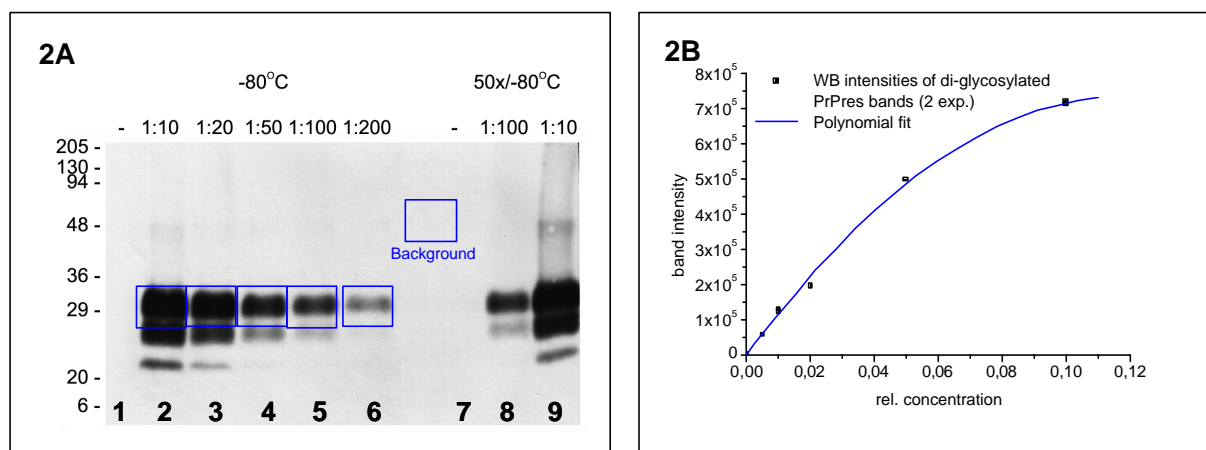 2A
-80°C 50x/-80°C
- 1:10 1:20 1:50 1:100 1:200 - 1:100 1:10
205 -
130 -
94 -
48 -
Background
36 -
29 -
20 -
6 -
1 2 3 4 5 6 7 8 9
2B
8x10⁵
7x10⁵
6x10⁵
5x10⁵
4x10⁵
3x10⁵
2x10⁵
1x10⁵
0
band intensity
WB intensities of di-glycosylated
PrPres bands (2 exp.)
Polynomial fit
0,00 0,02 0,04 0,06 0,08 0,10 0,12
rel. concentration